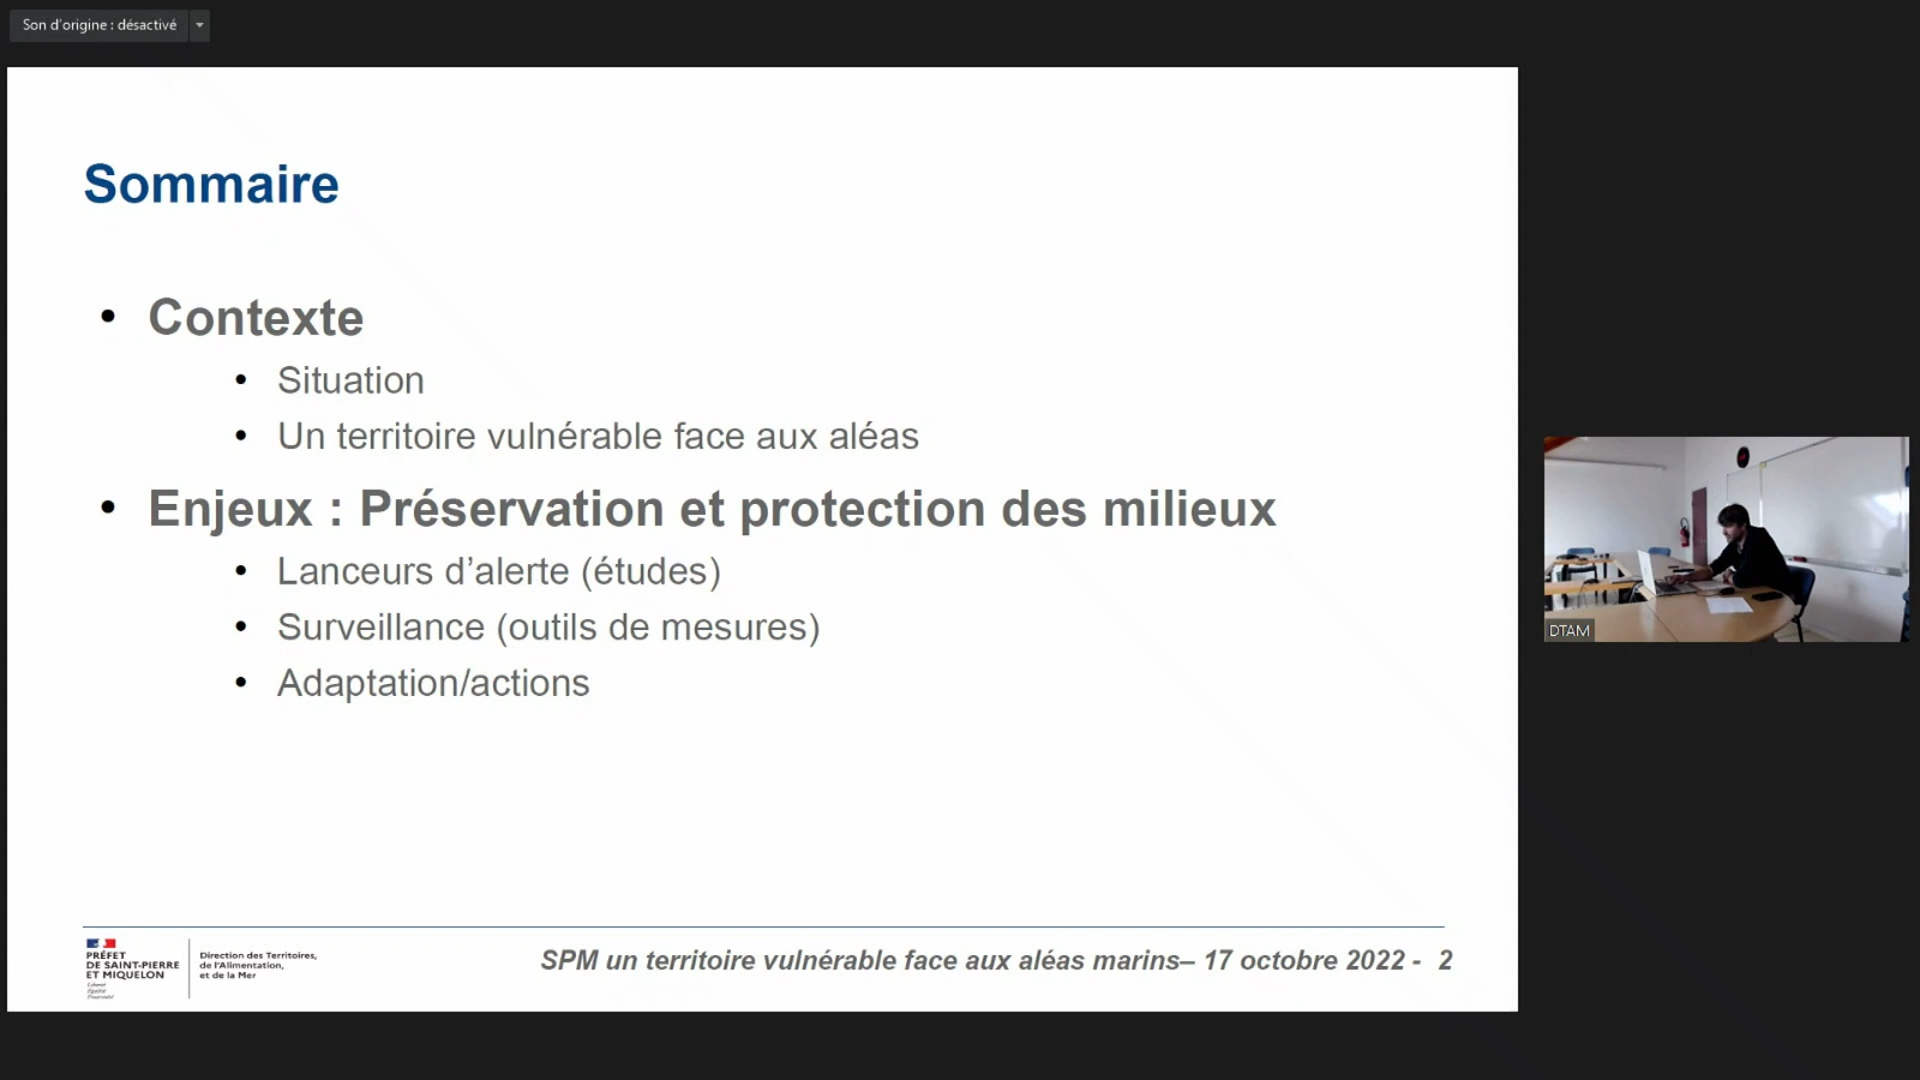 Son d'origine : désactivé
Sommaire
• Contexte
• Situation
• Un territoire vulnérable face aux aléas
• Enjeux : Préservation et protection des milieux
• Lanceurs d’alerte (études)
• Surveillance (outils de mesures)
• Adaptation/actions
DTAM
PRÉFET
DE SAINT-PIERRE
ET MIQUELON
Liberté
Égalité
Fraternité
Direction des Territoires,
de l'Alimentation,
et de la Mer
SPM un territoire vulnérable face aux aléas marins– 17 octobre 2022 - 2